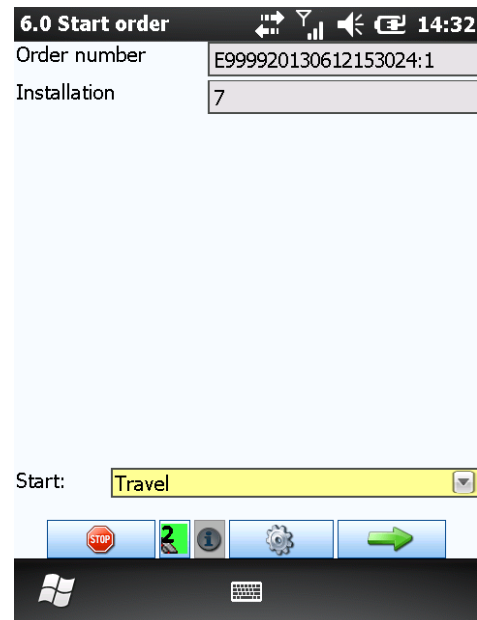 6.0 Start order 14:32
Order number E999920130612153024:1
Installation 7
Start: Travel
STOP 2 i